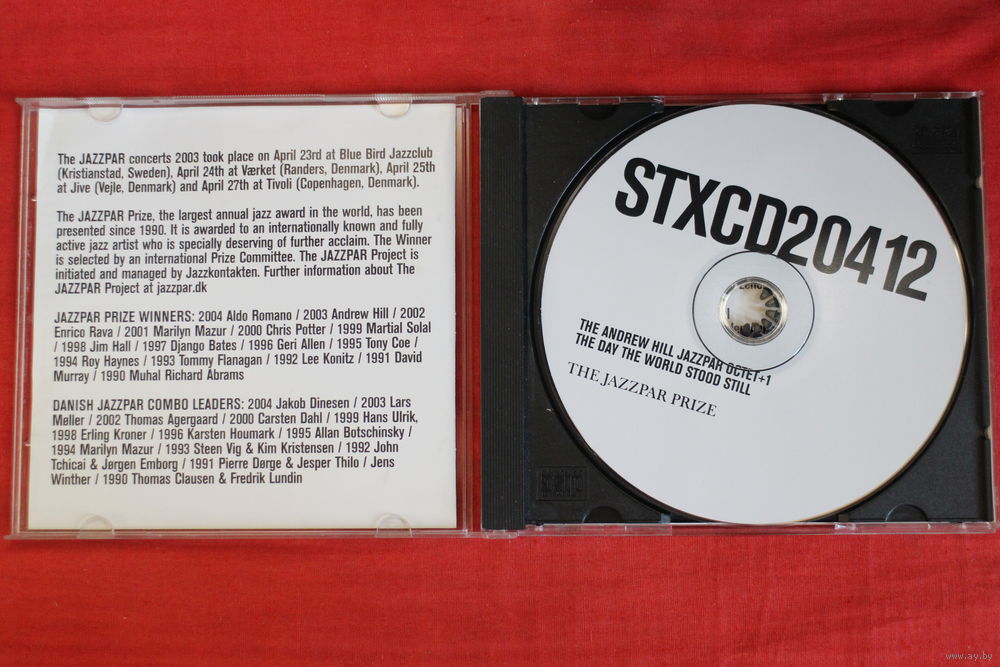 The JAZZPAR concerts 2003 took place on April 23rd at Blue Bird Jazzclub
(Kristianstad, Sweden), April 24th at Værket (Randers, Denmark), April 25th
at Jive (Vejle, Denmark) and April 27th at Tivoli (Copenhagen, Denmark).
The JAZZPAR Prize, the largest annual jazz award in the world, has been
presented since 1990. It is awarded to an internationally known and fully
active jazz artist who is specially deserving of further acclaim. The Winner
is selected by an international Prize Committee. The JAZZPAR Project is
initiated and managed by Jazzkontakten. Further information about The
JAZZPAR Project at jazzpar.dk
JAZZPAR PRIZE WINNERS: 2004 Aldo Romano / 2003 Andrew Hill / 2002
Enrico Rava / 2001 Marilyn Mazur / 2000 Chris Potter / 1999 Martial Solal
/ 1998 Jim Hall / 1997 Django Bates / 1996 Geri Allen / 1995 Tony Coe /
1994 Roy Haynes / 1993 Tommy Flanagan / 1992 Lee Konitz / 1991 David
Murray / 1990 Muhal Richard Abrams
DANISH JAZZPAR COMBO LEADERS: 2004 Jakob Dinesen / 2003 Lars
Møller / 2002 Thomas Agergaard / 2000 Carsten Dahl / 1999 Hans Ulrik,
1998 Erling Kroner / 1996 Karsten Houmark / 1995 Allan Botschinsky /
1994 Marilyn Mazur / 1993 Steen Vig & Kim Kristensen / 1992 John
Tchicai & Jørgen Emborg / 1991 Pierre Dørge & Jesper Thilo / Jens
Winther / 1990 Thomas Clausen & Fredrik Lundin
STXCD20412
THE ANDREW HILL JAZZPAR OCTET+1
THE DAY THE WORLD STOOD STILL
THE JAZZPAR PRIZE
www.ay.by